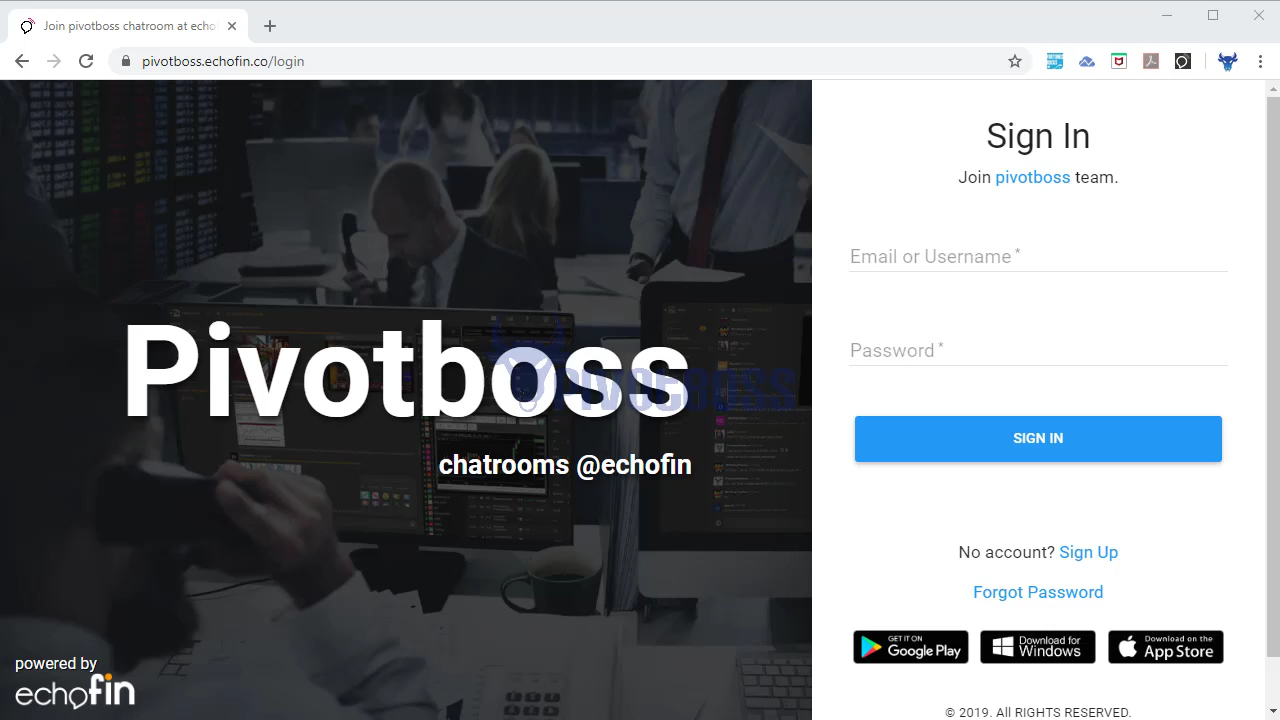 Join pivotboss chatroom at echo
pivotboss.echofin.co/login
Sign In
Join pivotboss team.
Email or Username *
Password *
SIGN IN
No account? Sign Up
Forgot Password
GET IT ON
Google Play
Download for
Windows
Download on the
App Store
© 2019. All RIGHTS RESERVED.
Pivotboss
PIVOTBOSS
chatrooms @echofin
powered by
echofin